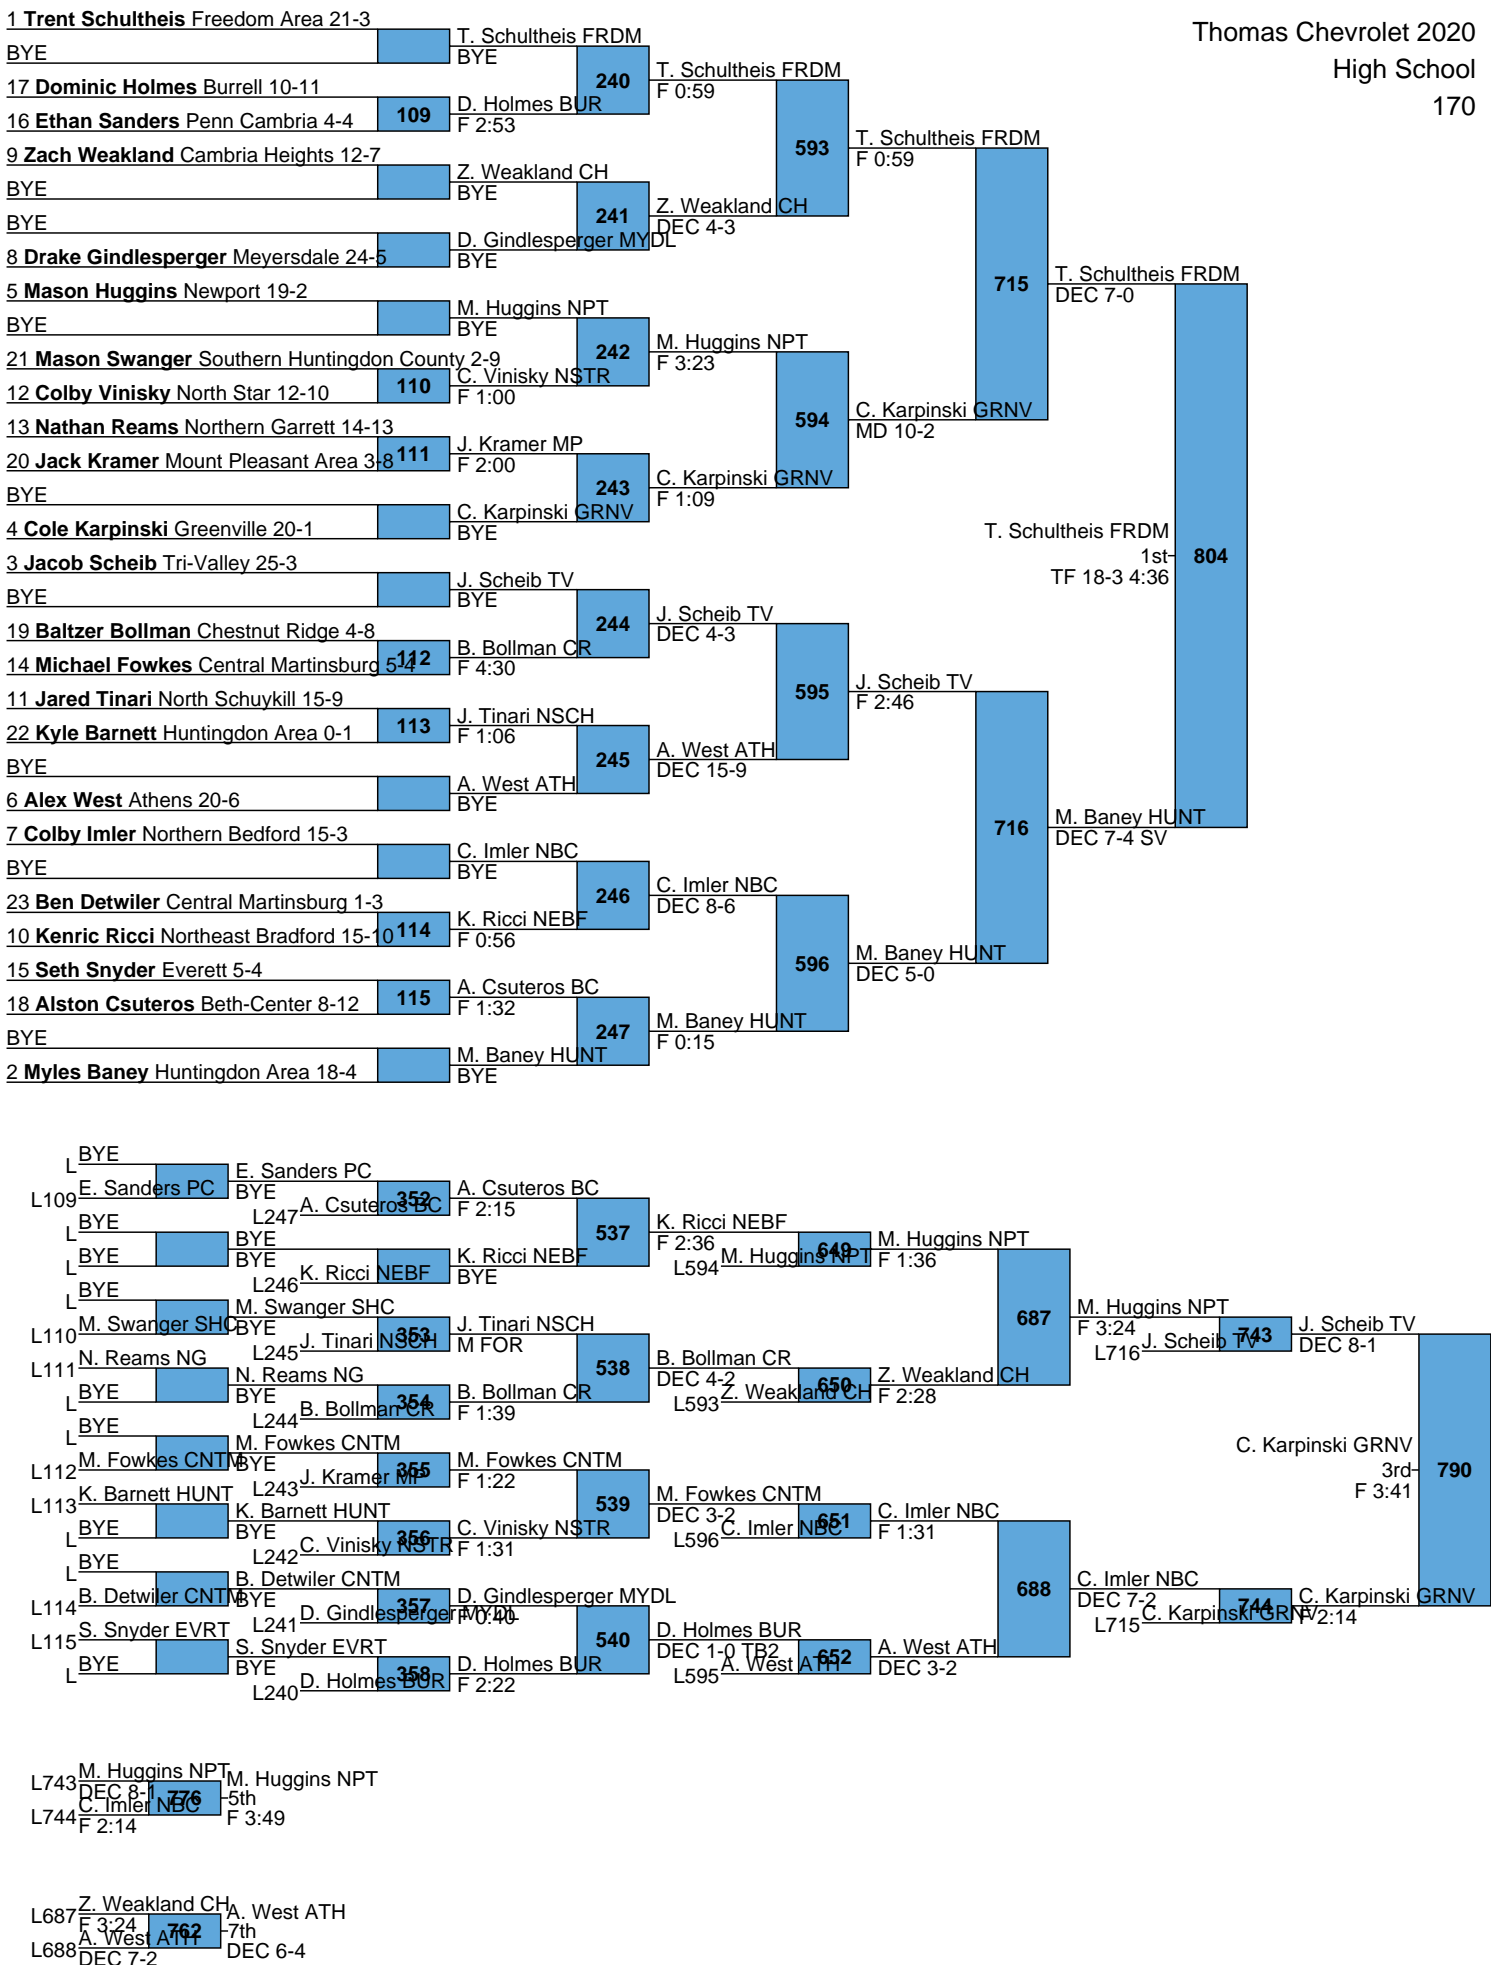 Thomas Chevrolet 2020
High School
170
1 Trent Schultheis Freedom Area 21-3
BYE
17 Dominic Holmes Burrell 10-11
16 Ethan Sanders Penn Cambria 4-4
9 Zach Weakland Cambria Heights 12-7
BYE
BYE
8 Drake Gindlesperger Meyersdale 24-5
5 Mason Huggins Newport 19-2
BYE
21 Mason Swanger Southern Huntingdon County 2-9
12 Colby Vinisky North Star 12-10
13 Nathan Reams Northern Garrett 14-13
20 Jack Kramer Mount Pleasant Area 3-8
BYE
4 Cole Karpinski Greenville 20-1
3 Jacob Scheib Tri-Valley 25-3
BYE
19 Baltzer Bollman Chestnut Ridge 4-8
14 Michael Fowkes Central Martinsburg 5-4
11 Jared Tinari North Schuykill 15-9
22 Kyle Barnett Huntingdon Area 0-1
BYE
6 Alex West Athens 20-6
7 Colby Imler Northern Bedford 15-3
BYE
23 Ben Detwiler Central Martinsburg 1-3
10 Kenric Ricci Northeast Bradford 15-10
15 Seth Snyder Everett 5-4
18 Alston Csuteros Beth-Center 8-12
BYE
2 Myles Baney Huntingdon Area 18-4
109
110
111
112
113
114
115
T. Schultheis FRDM
BYE
D. Holmes BUR
F 2:53
Z. Weakland CH
BYE
D. Gindlesperger MYDL
BYE
M. Huggins NPT
BYE
C. Vinisky NSTR
F 1:00
J. Kramer MP
F 2:00
C. Karpinski GRNV
BYE
J. Scheib TV
BYE
B. Bollman CR
F 4:30
J. Tinari NSCH
F 1:06
A. West ATH
BYE
C. Imler NBC
BYE
K. Ricci NEBF
F 0:56
A. Csuteros BC
F 1:32
M. Baney HUNT
BYE
240
241
242
243
244
245
246
247
T. Schultheis FRDM
F 0:59
Z. Weakland CH
DEC 4-3
M. Huggins NPT
F 3:23
C. Karpinski GRNV
F 1:09
J. Scheib TV
DEC 4-3
A. West ATH
DEC 15-9
C. Imler NBC
DEC 8-6
M. Baney HUNT
F 0:15
593
594
595
596
T. Schultheis FRDM
F 0:59
C. Karpinski GRNV
MD 10-2
J. Scheib TV
F 2:46
M. Baney HUNT
DEC 5-0
715
716
T. Schultheis FRDM
DEC 7-0
M. Baney HUNT
DEC 7-4 SV
T. Schultheis FRDM
1st
TF 18-3 4:36
804
L BYE
L109 E. Sanders PC
L BYE
L BYE
L BYE
L110 M. Swanger SHC
L111 N. Reams NG
L BYE
L BYE
L112 M. Fowkes CNTM
L113 K. Barnett HUNT
L BYE
L BYE
L114 B. Detwiler CNTM
L115 S. Snyder EVRT
L BYE
E. Sanders PC
BYE
L247 A. Csuteros BC
BYE
BYE
L246 K. Ricci NEBF
M. Swanger SHC
BYE
L245 J. Tinari NSCH
N. Reams NG
BYE
L244 B. Bollman CR
M. Fowkes CNTM
BYE
L243 J. Kramer MP
K. Barnett HUNT
BYE
L242 C. Vinisky NSTR
B. Detwiler CNTM
BYE
L241 D. Gindlesperger MYDL
S. Snyder EVRT
BYE
L240 D. Holmes BUR
352
353
354
355
356
357
358
A. Csuteros BC
F 2:15
K. Ricci NEBF
BYE
J. Tinari NSCH
M FOR
B. Bollman CR
F 1:39
M. Fowkes CNTM
F 1:22
C. Vinisky NSTR
F 1:31
D. Gindlesperger MYDL
F 0:40
D. Holmes BUR
F 2:22
537
538
539
540
K. Ricci NEBF
F 2:36
L594 M. Huggins NPT
B. Bollman CR
DEC 4-2
L593 Z. Weakland CH
M. Fowkes CNTM
DEC 3-2
L596 C. Imler NBC
D. Holmes BUR
DEC 1-0 TB2
L595 A. West ATH
649
650
651
652
M. Huggins NPT
F 1:36
Z. Weakland CH
F 2:28
C. Imler NBC
F 1:31
A. West ATH
DEC 3-2
687
688
M. Huggins NPT
F 3:24
L716 J. Scheib TV
C. Imler NBC
DEC 7-2
L715 C. Karpinski GRNV
743
744
J. Scheib TV
DEC 8-1
C. Karpinski GRNV
F 2:14
C. Karpinski GRNV
3rd
F 3:41
790
L743 M. Huggins NPT
DEC 8-1
L744 C. Imler NBC
F 2:14
776
M. Huggins NPT
5th
F 3:49
L687 Z. Weakland CH
F 3:24
L688 A. West ATH
DEC 7-2
762
A. West ATH
7th
DEC 6-4